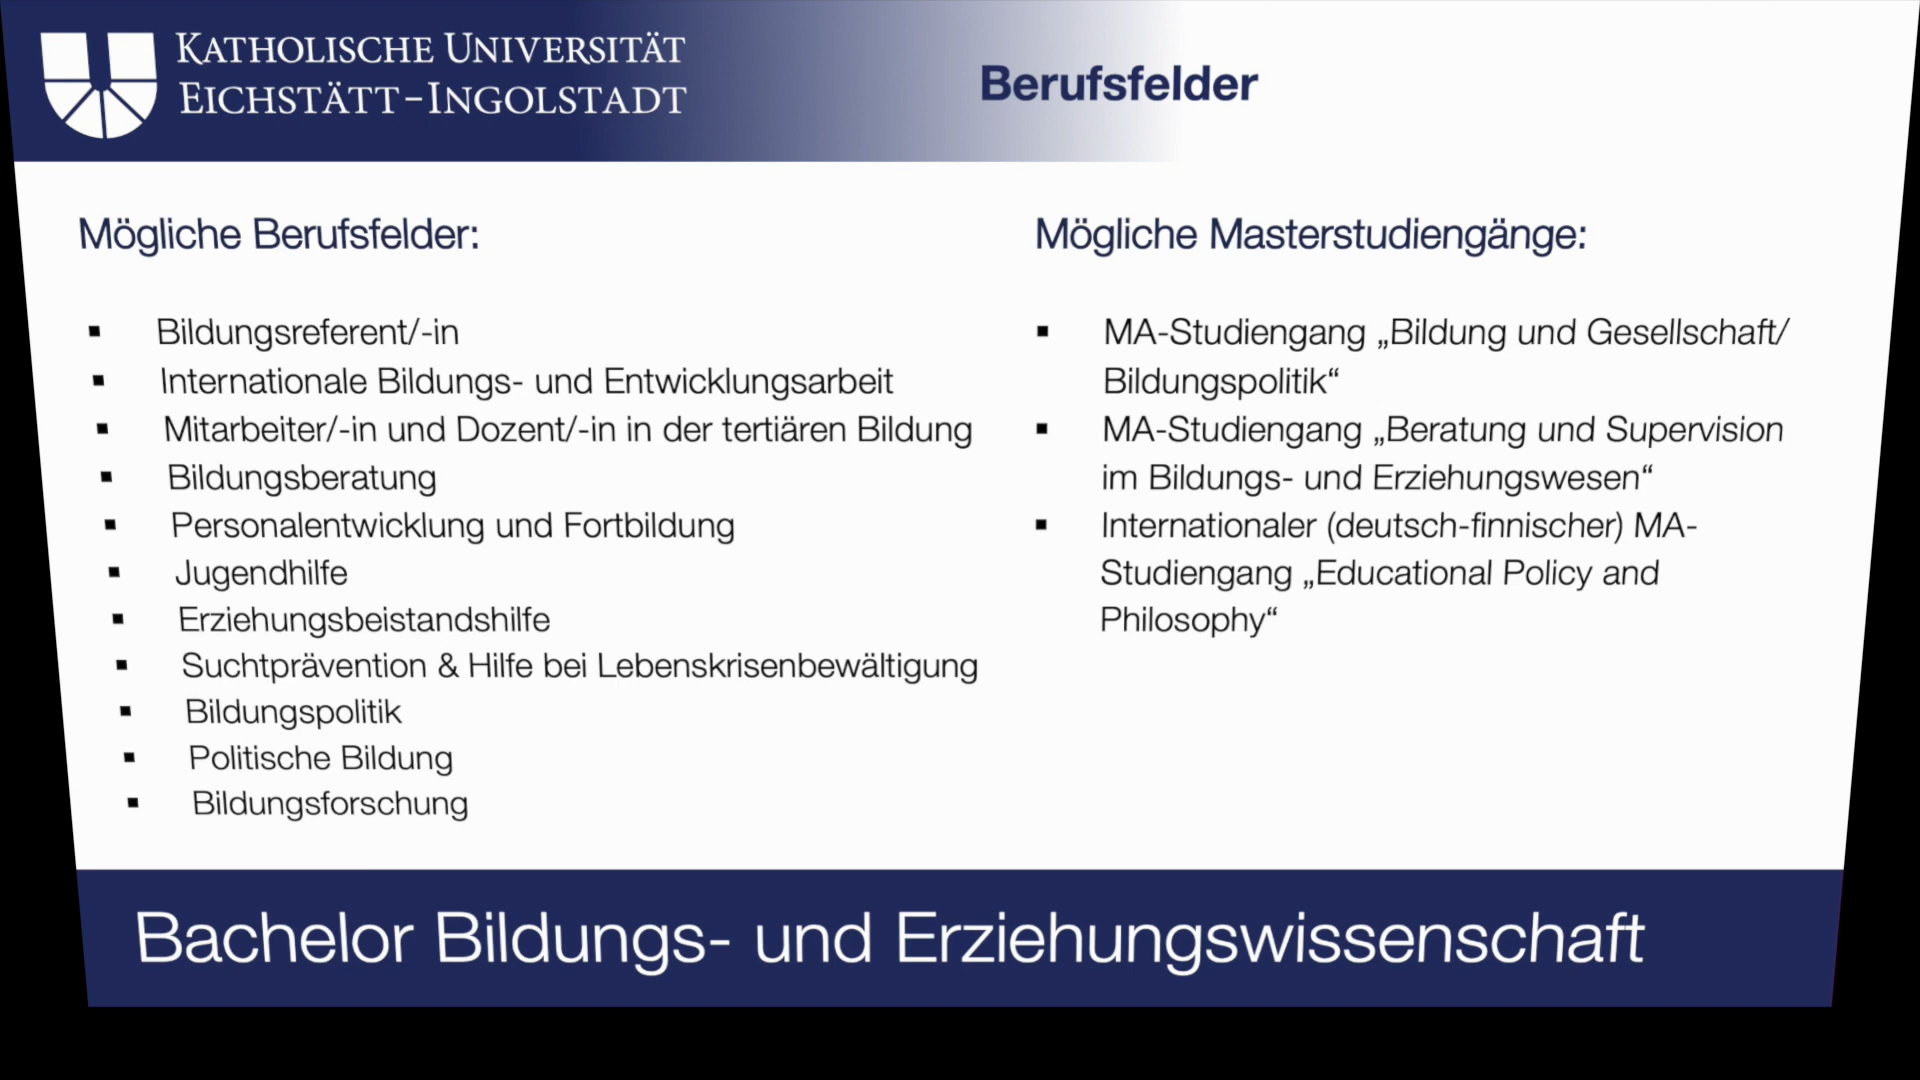 KATHOLISCHE UNIVERSITÄT
EICHSTÄTT-INGOLSTADT
Berufsfelder
Mögliche Berufsfelder:
▪ Bildungsreferent/-in
▪ Internationale Bildungs- und Entwicklungsarbeit
▪ Mitarbeiter/-in und Dozent/-in in der tertiären Bildung
▪ Bildungsberatung
▪ Personalentwicklung und Fortbildung
▪ Jugendhilfe
▪ Erziehungsbeistandshilfe
▪ Suchtprävention & Hilfe bei Lebenskrisenbewältigung
▪ Bildungspolitik
▪ Politische Bildung
▪ Bildungsforschung
Mögliche Masterstudiengänge:
▪ MA-Studiengang „Bildung und Gesellschaft/
Bildungspolitik“
▪ MA-Studiengang „Beratung und Supervision
im Bildungs- und Erziehungswesen“
▪ Internationaler (deutsch-finnischer) MA-
Studiengang „Educational Policy and
Philosophy“
Bachelor Bildungs- und Erziehungswissenschaft